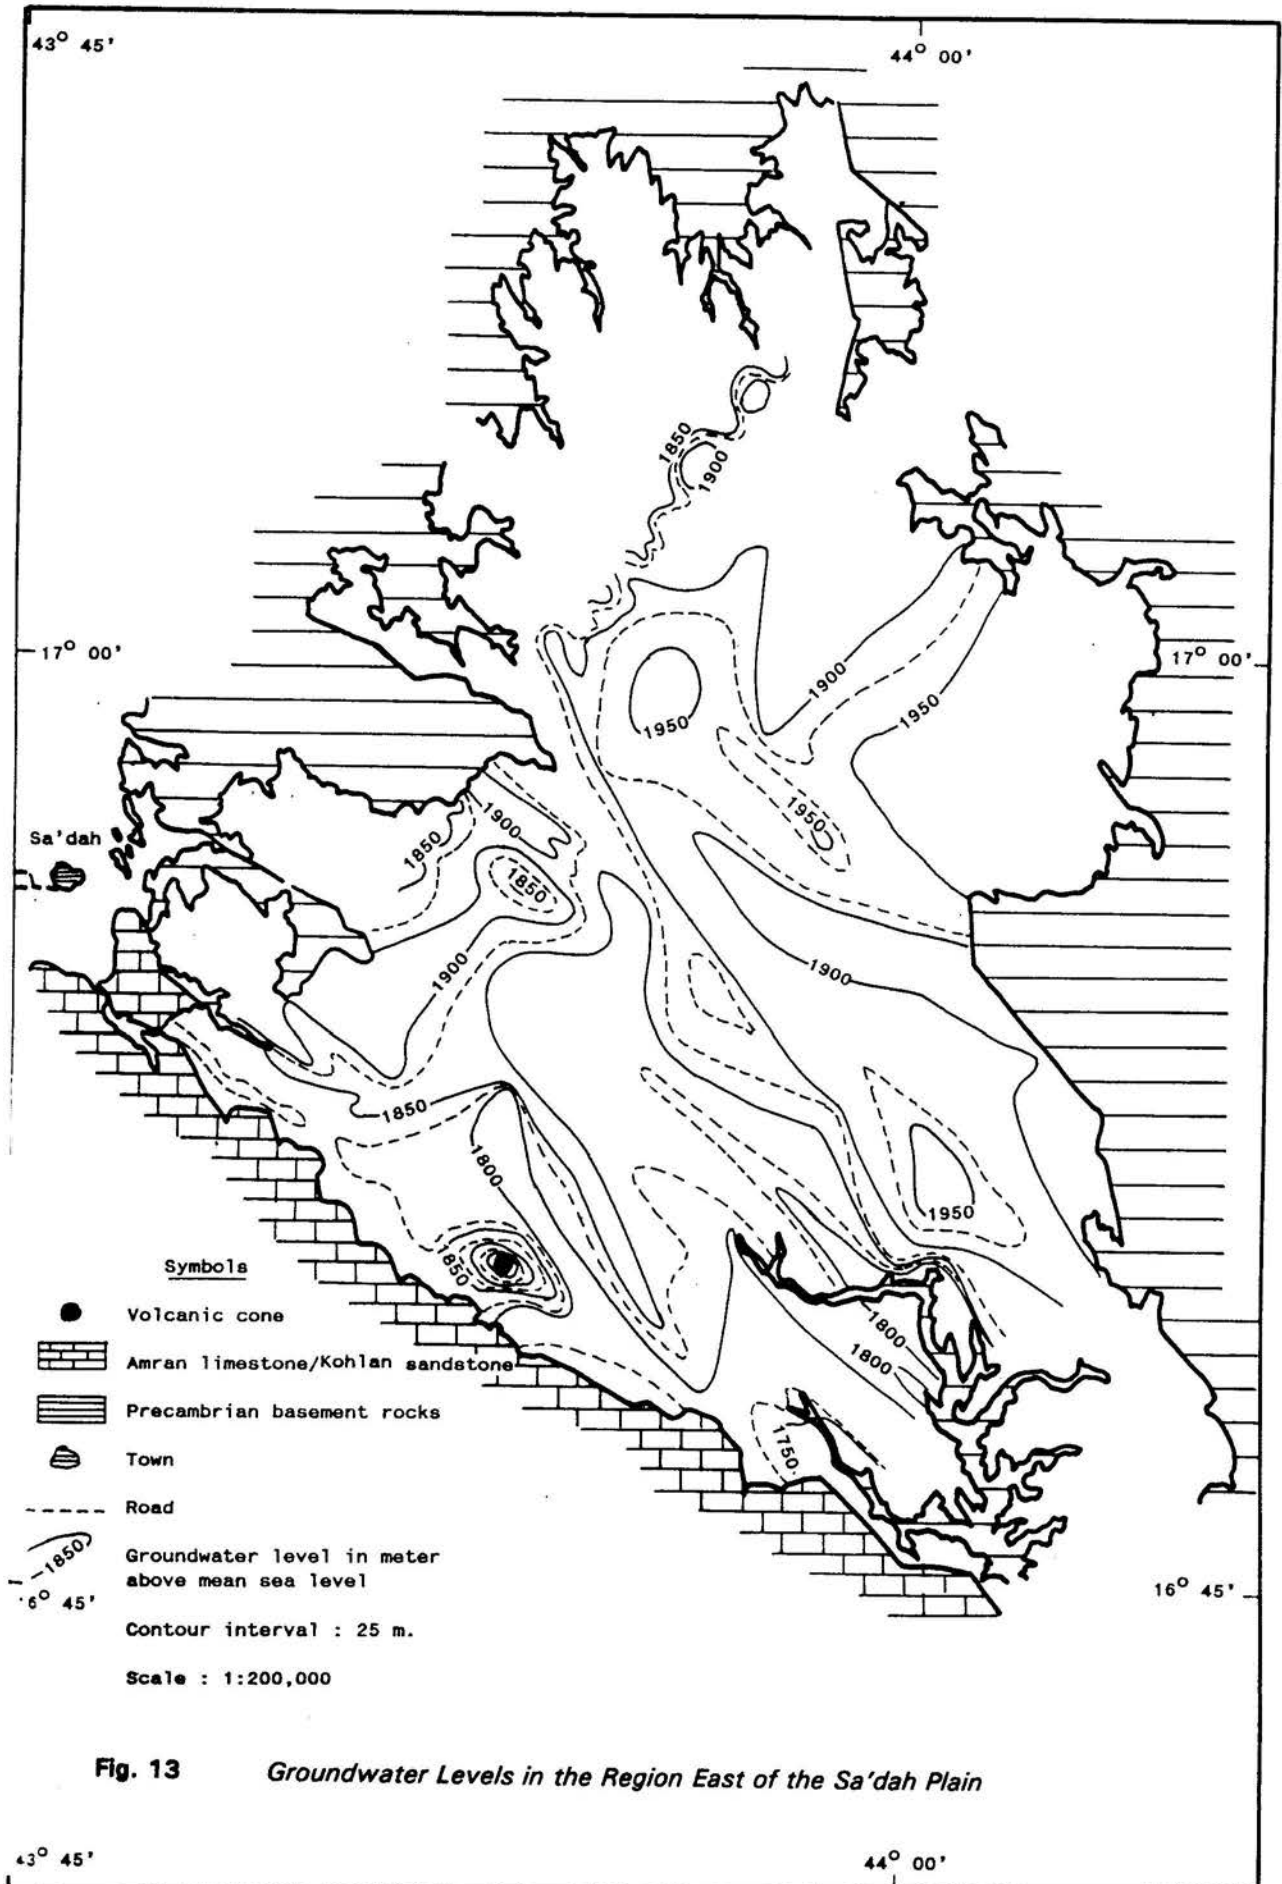 43° 45'
44° 00'
1850
1900
17° 00'
17° 00'
1900
1950
1950
1950
1900
1850
Sa'dah
1850
1900
1900
1850
1800
1950
1850
1800
1800
1750
Symbols
Volcanic cone
Amran limestone/Kohlan sandstone
Precambrian basement rocks
Town
Road
1850
Groundwater level in meter
above mean sea level
6° 45'
16° 45'
Contour interval : 25 m.
Scale : 1:200,000
Fig. 13 Groundwater Levels in the Region East of the Sa'dah Plain
43° 45'
44° 00'